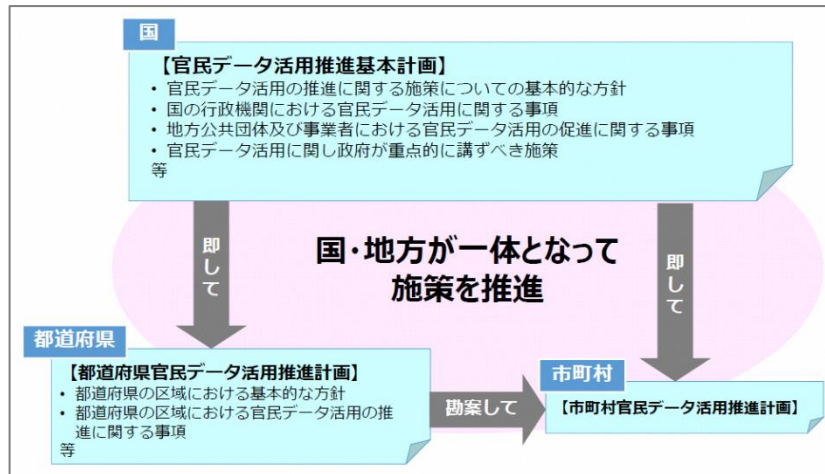 国
【官民データ活用推進基本計画】
• 官民データ活用の推進に関する施策についての基本的な方針
• 国の行政機関における官民データ活用に関する事項
• 地方公共団体及び事業者における官民データ活用の促進に関する事項
• 官民データ活用に関し政府が重点的に講ずべき施策
等
即して
国・地方が一体となって
施策を推進
即して
都道府県
【都道府県官民データ活用推進計画】
• 都道府県の区域における基本的な方針
• 都道府県の区域における官民データ活用の推
進に関する事項
等
勘案して
市町村
【市町村官民データ活用推進計画】